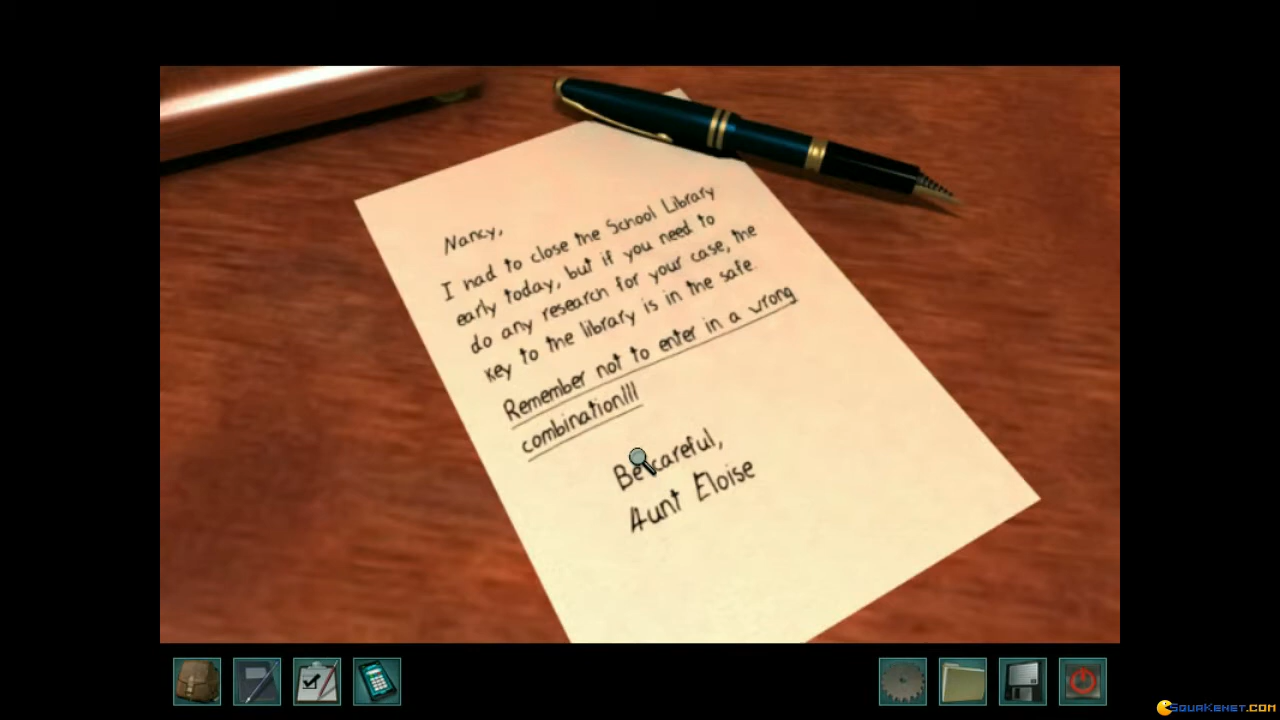 Nancy,
I had to close the School Library
early today, but if you need to
do any research for your case, the
key to the library is in the safe.
Remember not to enter in a wrong
combination!!!
Be careful,
Aunt Eloise
SquaKenet.com